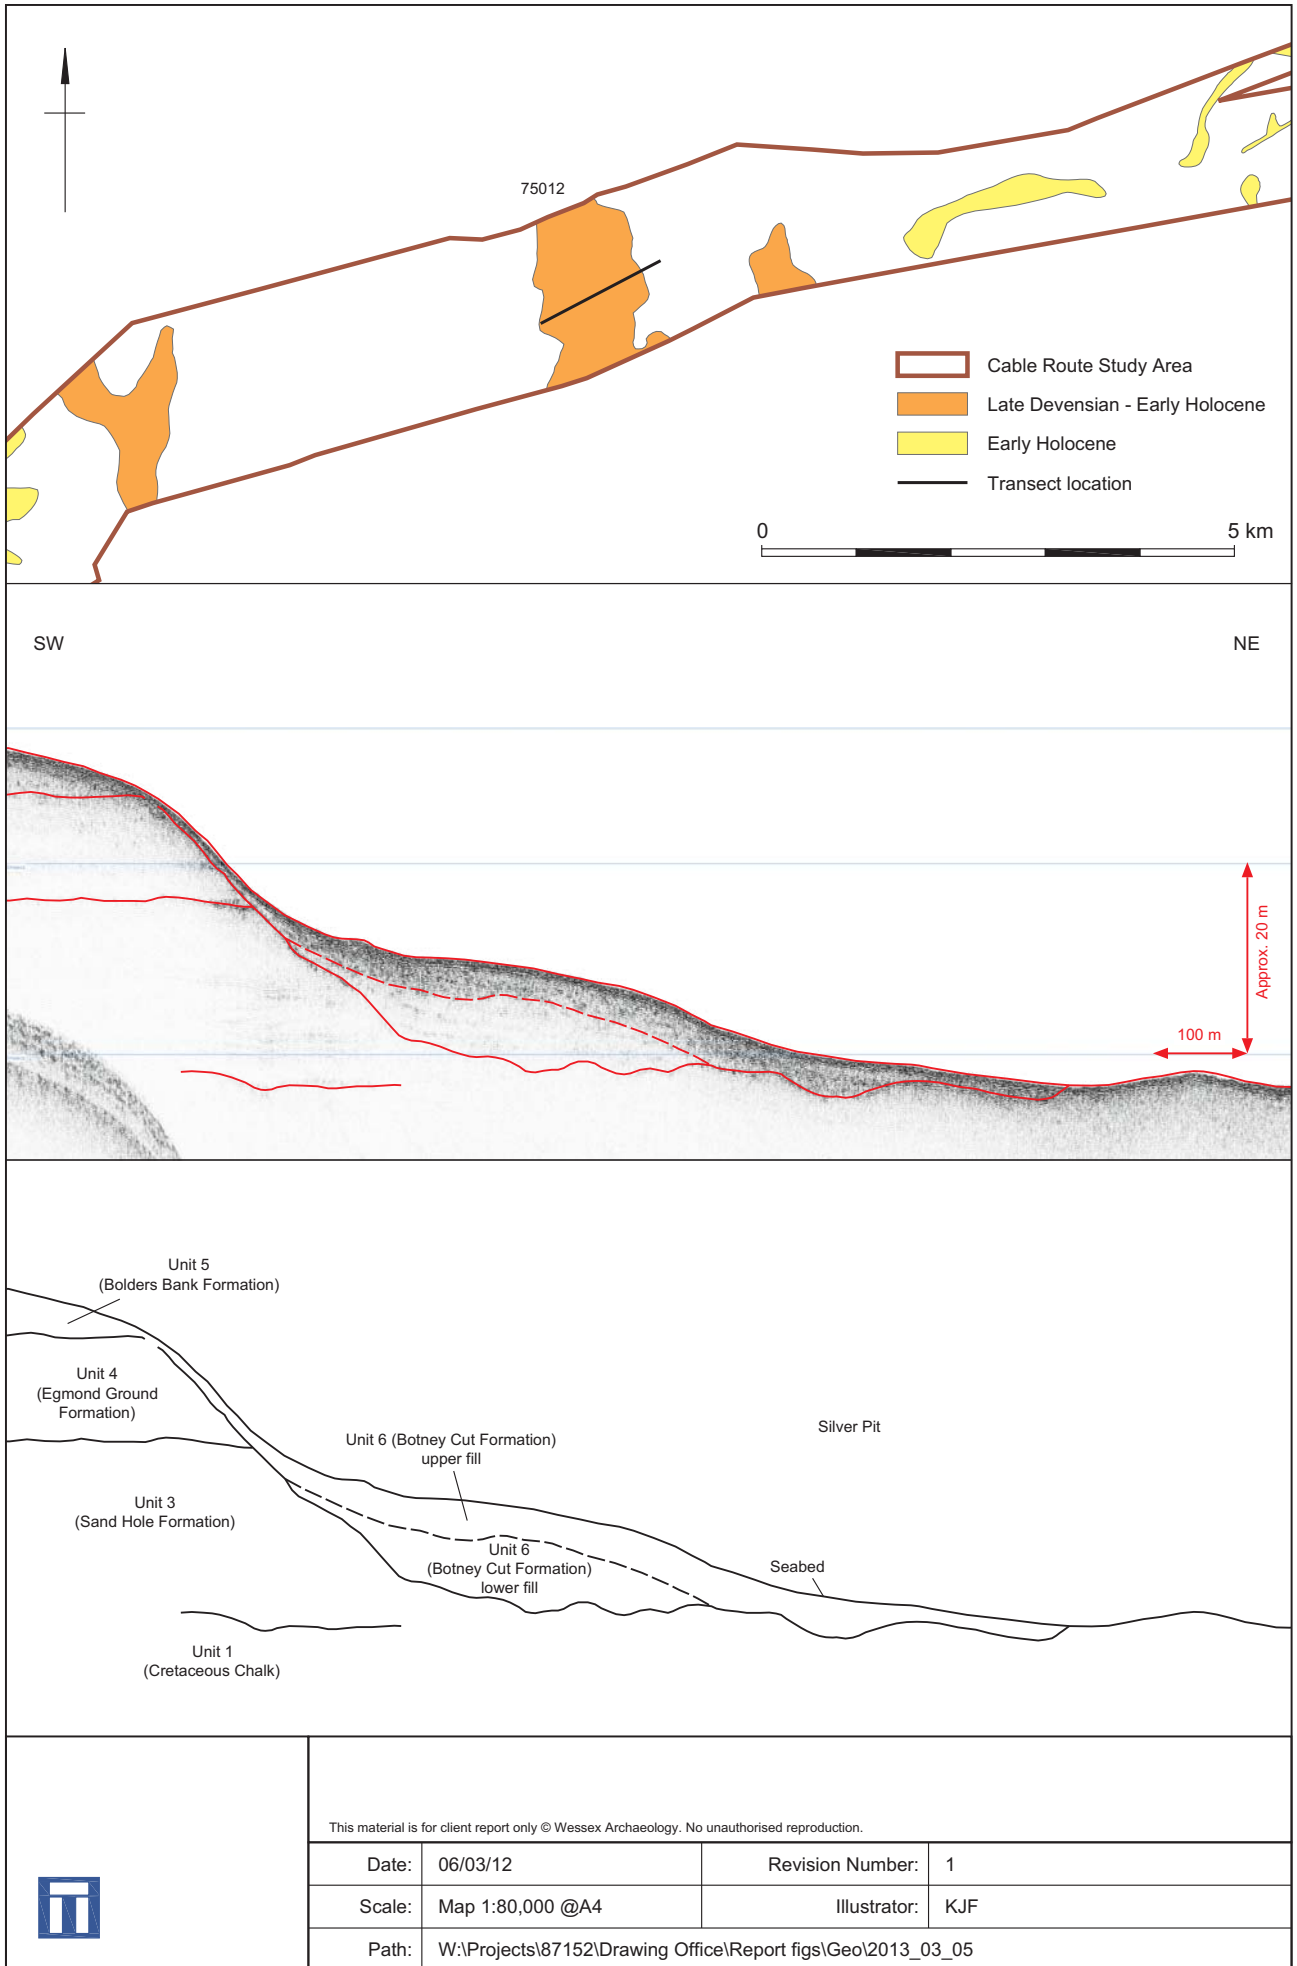 75012
Cable Route Study Area
Late Devensian - Early Holocene
Early Holocene
Transect location
0 5 km
SW NE
Approx. 20 m
100 m
Unit 5
(Bolders Bank Formation)
Unit 4
(Egmond Ground
Formation)
Silver Pit
Unit 6 (Botney Cut Formation)
upper fill
Unit 3
(Sand Hole Formation)
Unit 6
(Botney Cut Formation)
lower fill
Seabed
Unit 1
(Cretaceous Chalk)
This material is for client report only © Wessex Archaeology. No unauthorised reproduction.
Date: 06/03/12 Revision Number: 1
Scale: Map 1:80,000 @A4 Illustrator: KJF
Path: W:\Projects\87152\Drawing Office\Report figs\Geo\2013_03_05